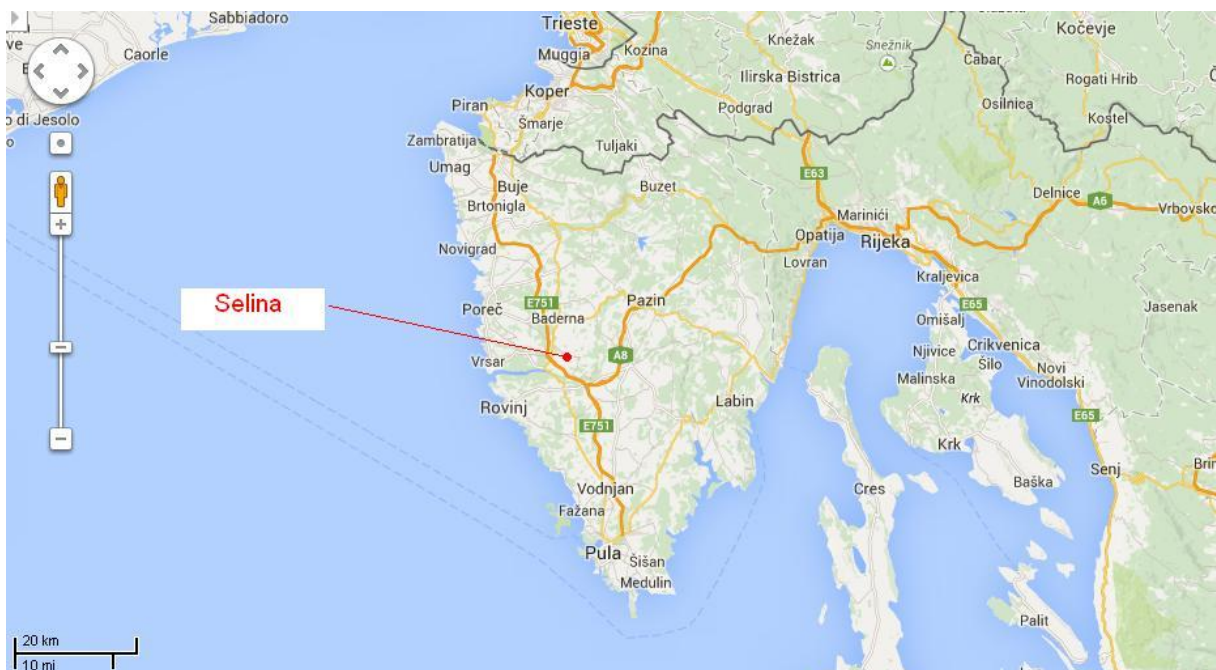 Sabbiadoro
Trieste
Caorle
Muggia
Kozina
Knežak
Snežnik
Kočevje
Čabar
Ilirska Bistrica
Rogati Hrib
Koper
Piran
Podgrad
Osilnica
di Jesolo
Šmarje
Kostel
Zambratija
Tuljaki
Umag
E63
Buje
Buzet
Delnice
A6
Vrbovsko
Brtonigla
Marinići
Novigrad
Opatija
Rijeka
Lovran
Kraljevica
Selina
E751
Pazin
E65
Jasenak
Poreč
Baderna
Omišalj
Crikvenica
A8
Njivice
Šilo
Vrsar
Novi
Vinodolski
Malinska
Krk
Rovinj
Labin
E65
E751
Krk
Senj
Brin
Vodnjan
Cres
Baška
Fažana
Pula
Šišan
Medulin
Palit
20 km
10 mi